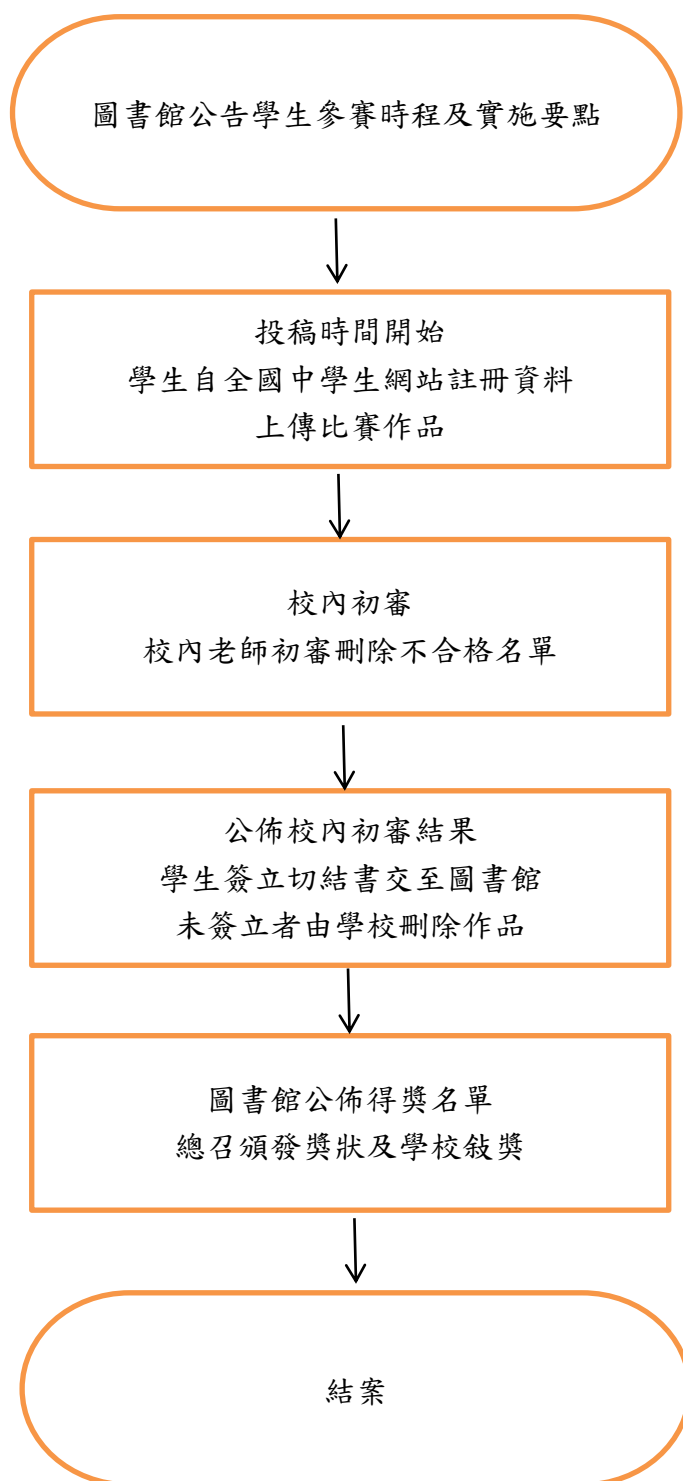 圖書館公告學生參賽時程及實施要點
投稿時間開始
學生自全國中學生網站註冊資料
上傳比賽作品
校內初審
校內老師初審刪除不合格名單
公佈校內初審結果
學生簽立切結書交至圖書館
未簽立者由學校刪除作品
圖書館公佈得獎名單
總召頒發獎狀及學校敍獎
結案